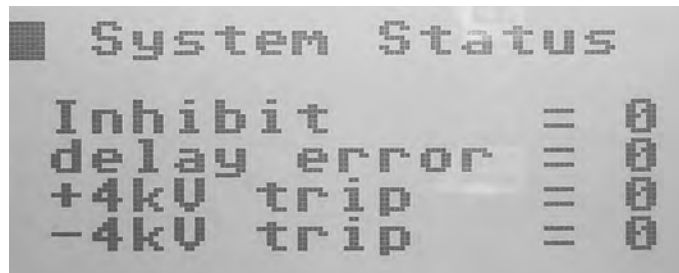 System Status
Inhibit = 0
delay error = 0
+4kV trip = 0
-4kV trip = 0